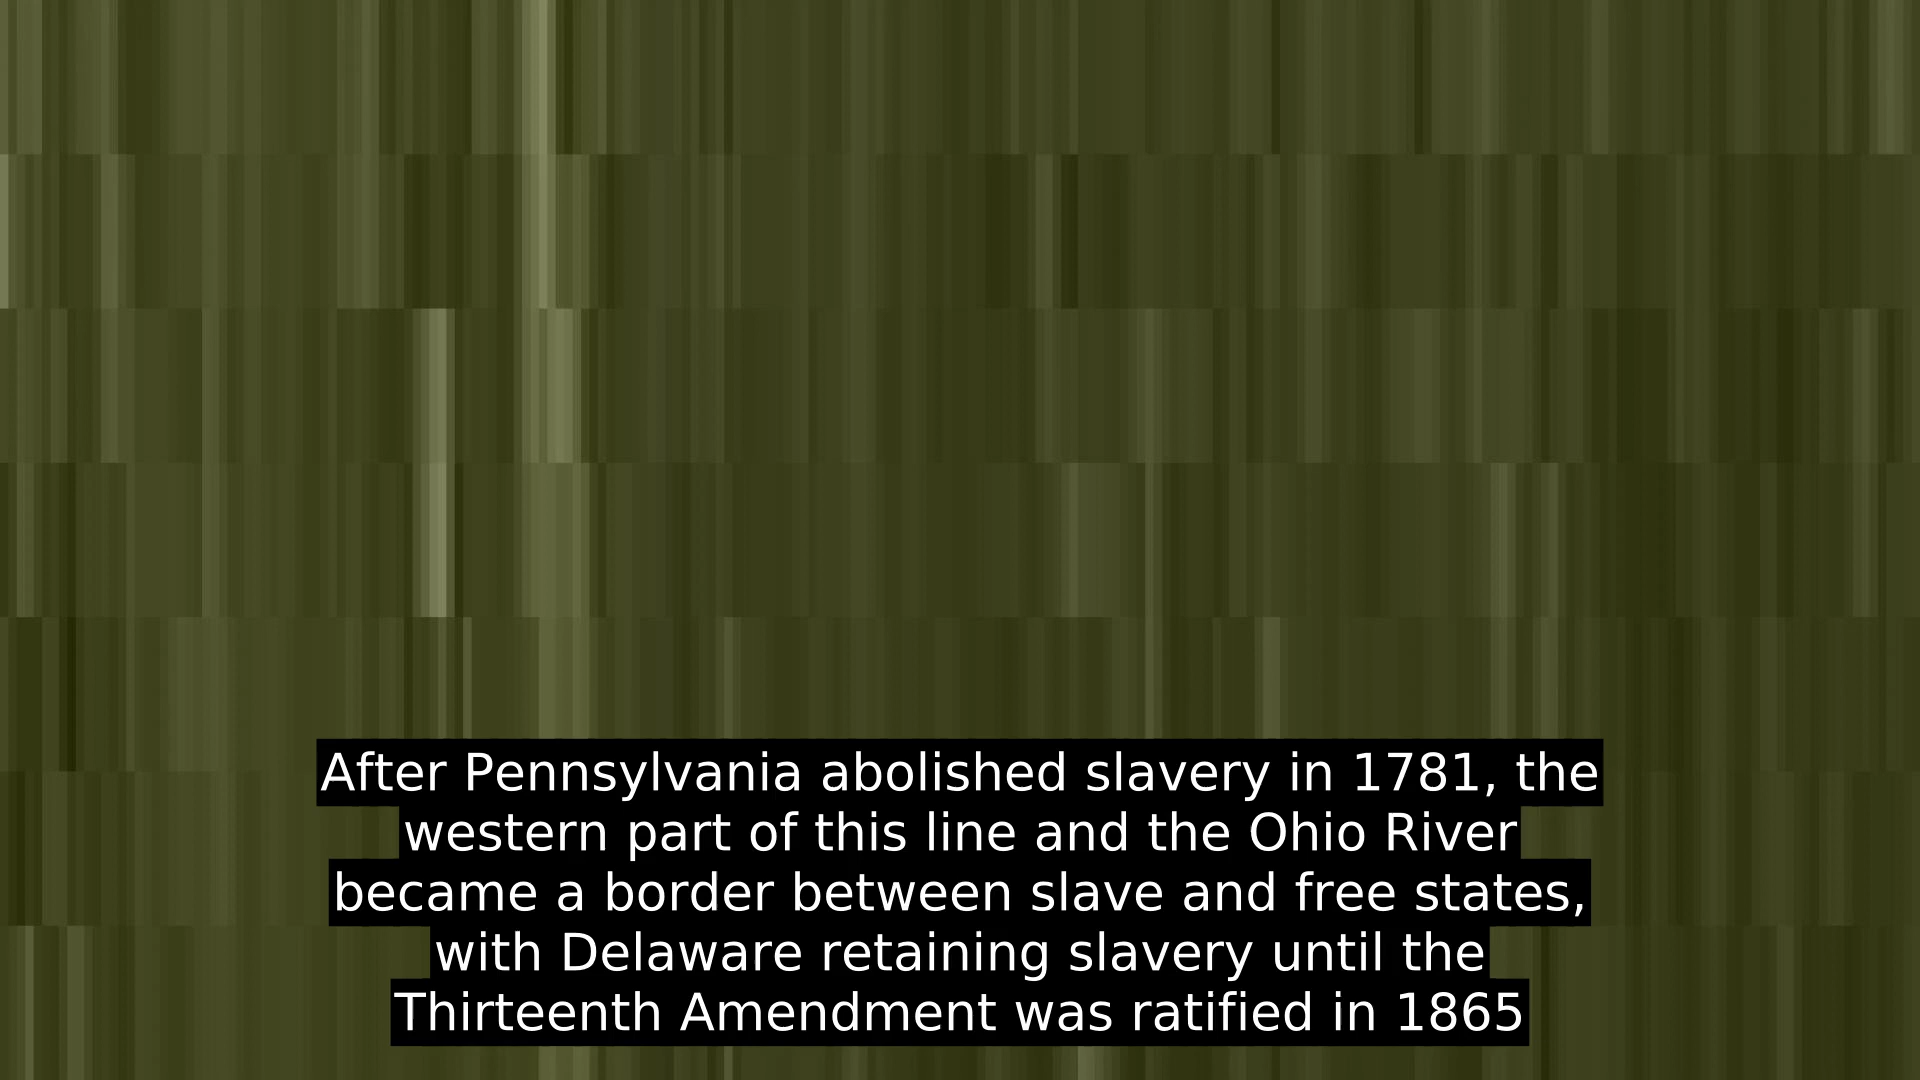 After Pennsylvania abolished slavery in 1781, the
western part of this line and the Ohio River
became a border between slave and free states,
with Delaware retaining slavery until the
Thirteenth Amendment was ratified in 1865